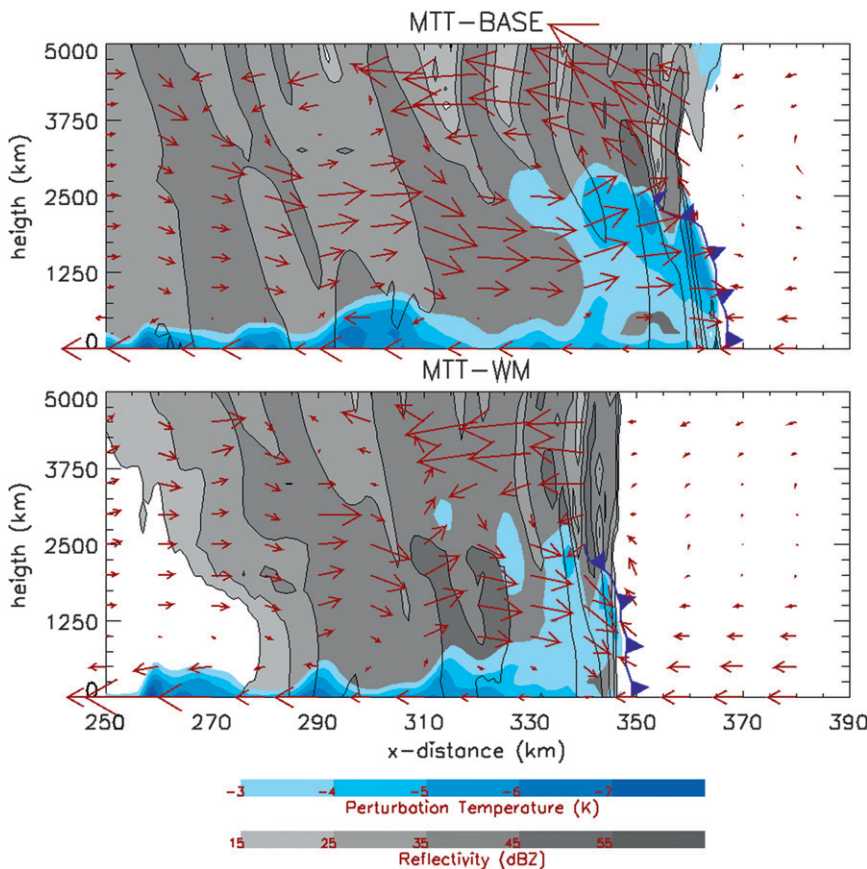 MTT-BASE
5000
3750
2500
1250
0
heigth (km)
MTT-WM
5000
3750
2500
1250
0
heigth (km)
250 270 290 310 330 350 370 390
x-distance (km)
-3 -4 -5 -6 -7
Perturbation Temperature (K)
15 25 35 45 55
Reflectivity (dBZ)